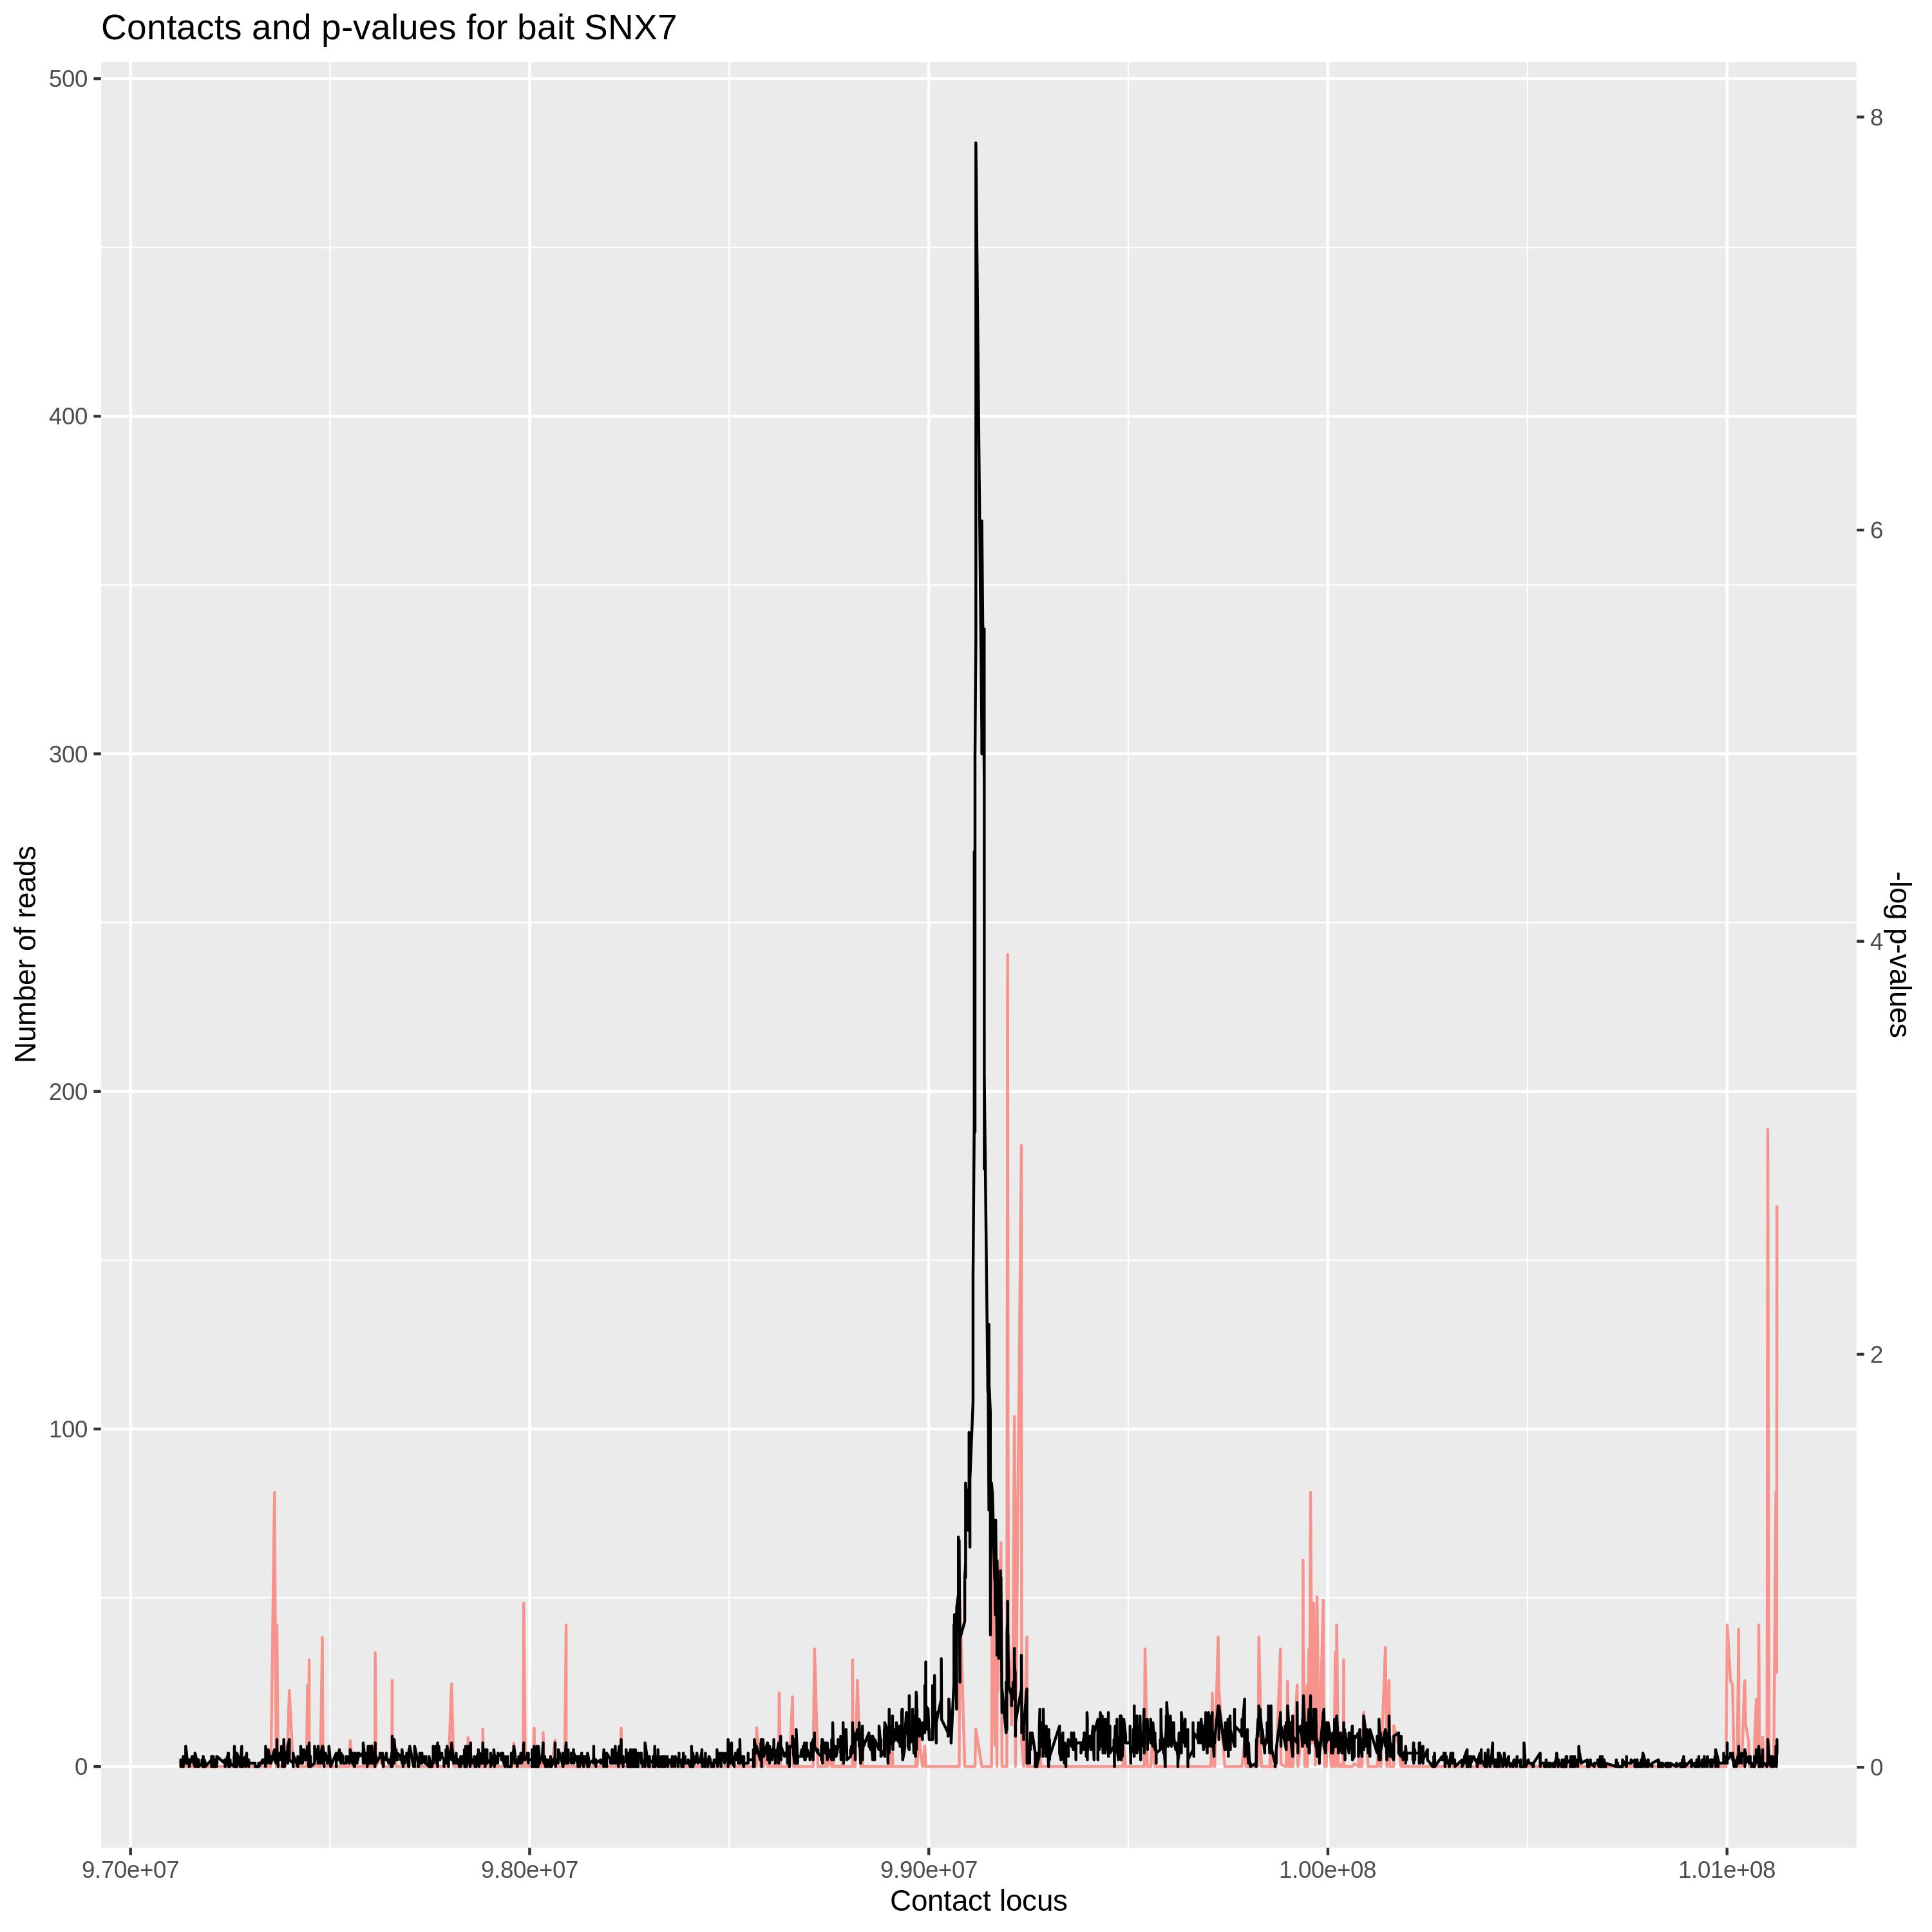 Contacts and p-values for bait SNX7
500
400
300
200
100
0
Number of reads
8
6
4
2
0
-log p-values
9.70e+07
9.80e+07
9.90e+07
1.00e+08
1.01e+08
Contact locus